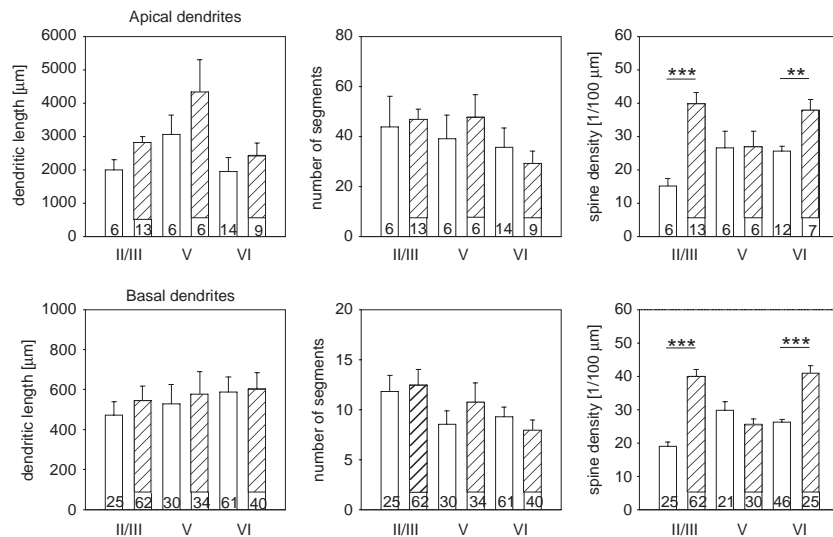 Apical dendrites
dendritic length [µm]
6000
5000
4000
3000
2000
1000
0
6 13 6 6 14 9
II/III V VI
number of segments
80
60
40
20
0
6 13 6 6 14 9
II/III V VI
spine density [1/100 µm]
60
50
40
30
20
10
0
*** **
6 13 6 6 12 7
II/III V VI
Basal dendrites
dendritic length [µm]
1000
800
600
400
200
0
25 62 30 34 61 40
II/III V VI
number of segments
20
15
10
5
0
25 62 30 34 61 40
II/III V VI
spine density [1/100 µm]
60
50
40
30
20
10
0
*** ***
25 62 21 30 46 25
II/III V VI